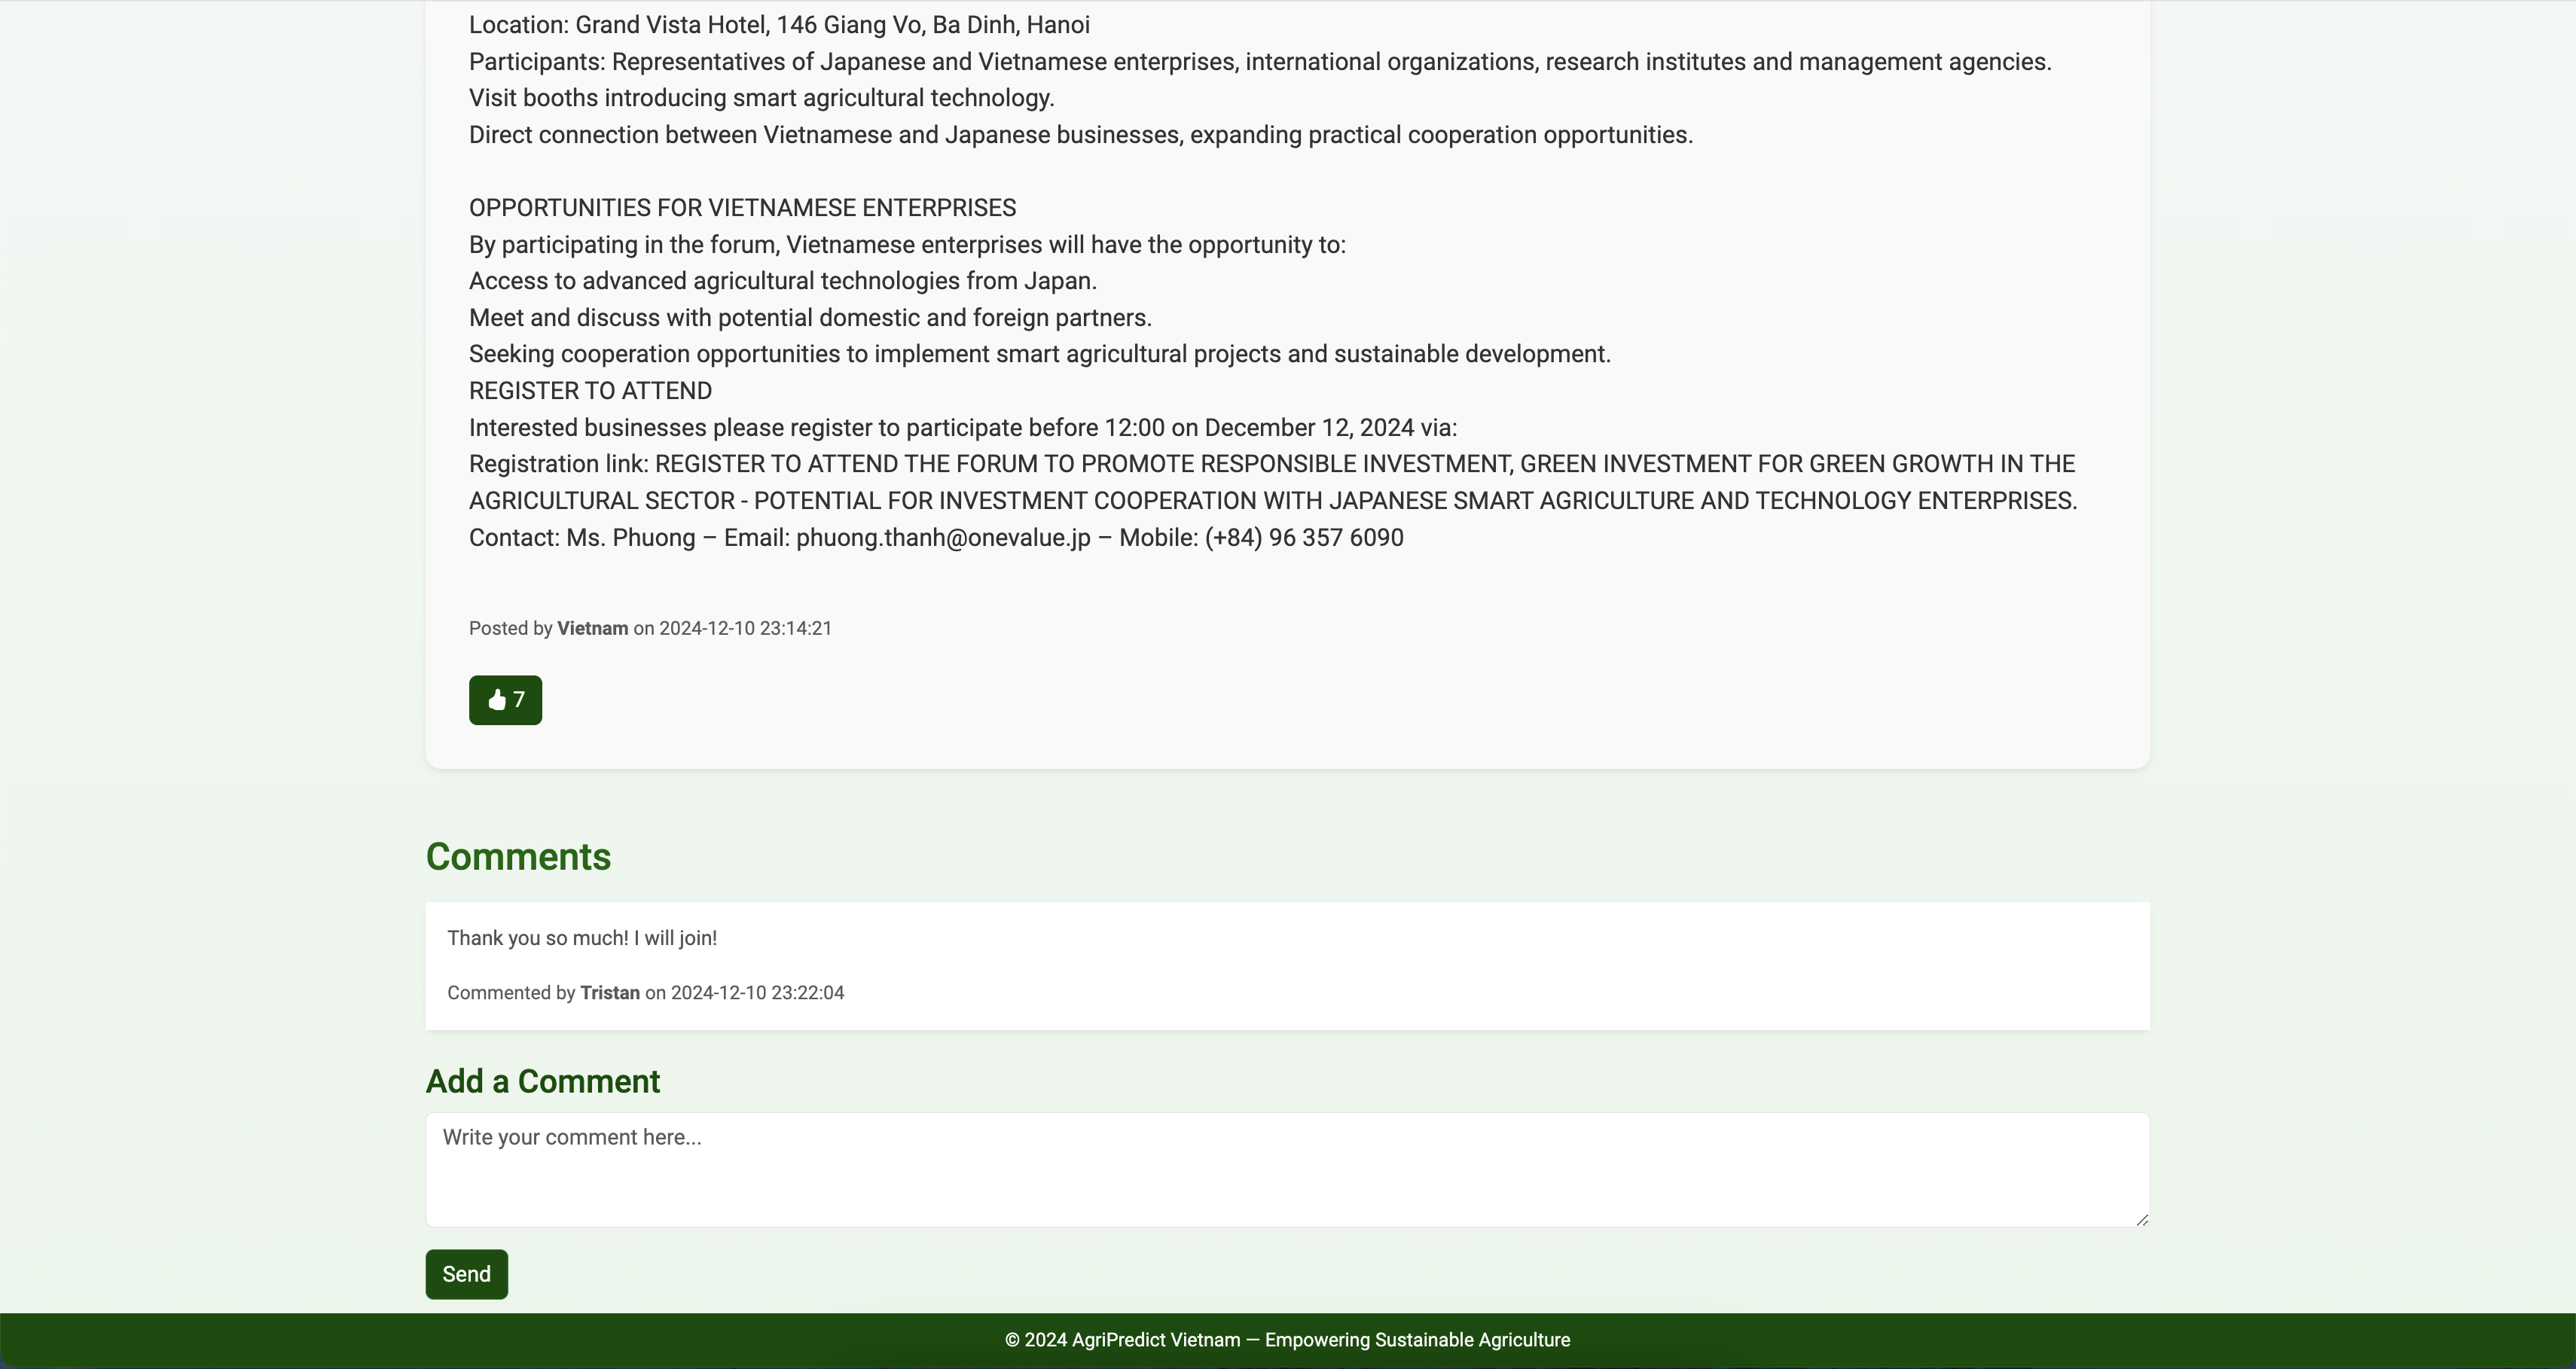 Location: Grand Vista Hotel, 146 Giang Vo, Ba Dinh, Hanoi
Participants: Representatives of Japanese and Vietnamese enterprises, international organizations, research institutes and management agencies.
Visit booths introducing smart agricultural technology.
Direct connection between Vietnamese and Japanese businesses, expanding practical cooperation opportunities.
OPPORTUNITIES FOR VIETNAMESE ENTERPRISES
By participating in the forum, Vietnamese enterprises will have the opportunity to:
Access to advanced agricultural technologies from Japan.
Meet and discuss with potential domestic and foreign partners.
Seeking cooperation opportunities to implement smart agricultural projects and sustainable development.
REGISTER TO ATTEND
Interested businesses please register to participate before 12:00 on December 12, 2024 via:
Registration link: REGISTER TO ATTEND THE FORUM TO PROMOTE RESPONSIBLE INVESTMENT, GREEN INVESTMENT FOR GREEN GROWTH IN THE
AGRICULTURAL SECTOR - POTENTIAL FOR INVESTMENT COOPERATION WITH JAPANESE SMART AGRICULTURE AND TECHNOLOGY ENTERPRISES.
Contact: Ms. Phuong – Email: phuong.thanh@onevalue.jp – Mobile: (+84) 96 357 6090
Posted by Vietnam on 2024-12-10 23:14:21
7
Comments
Thank you so much! I will join!
Commented by Tristan on 2024-12-10 23:22:04
Add a Comment
Write your comment here...
Send
© 2024 AgriPredict Vietnam — Empowering Sustainable Agriculture